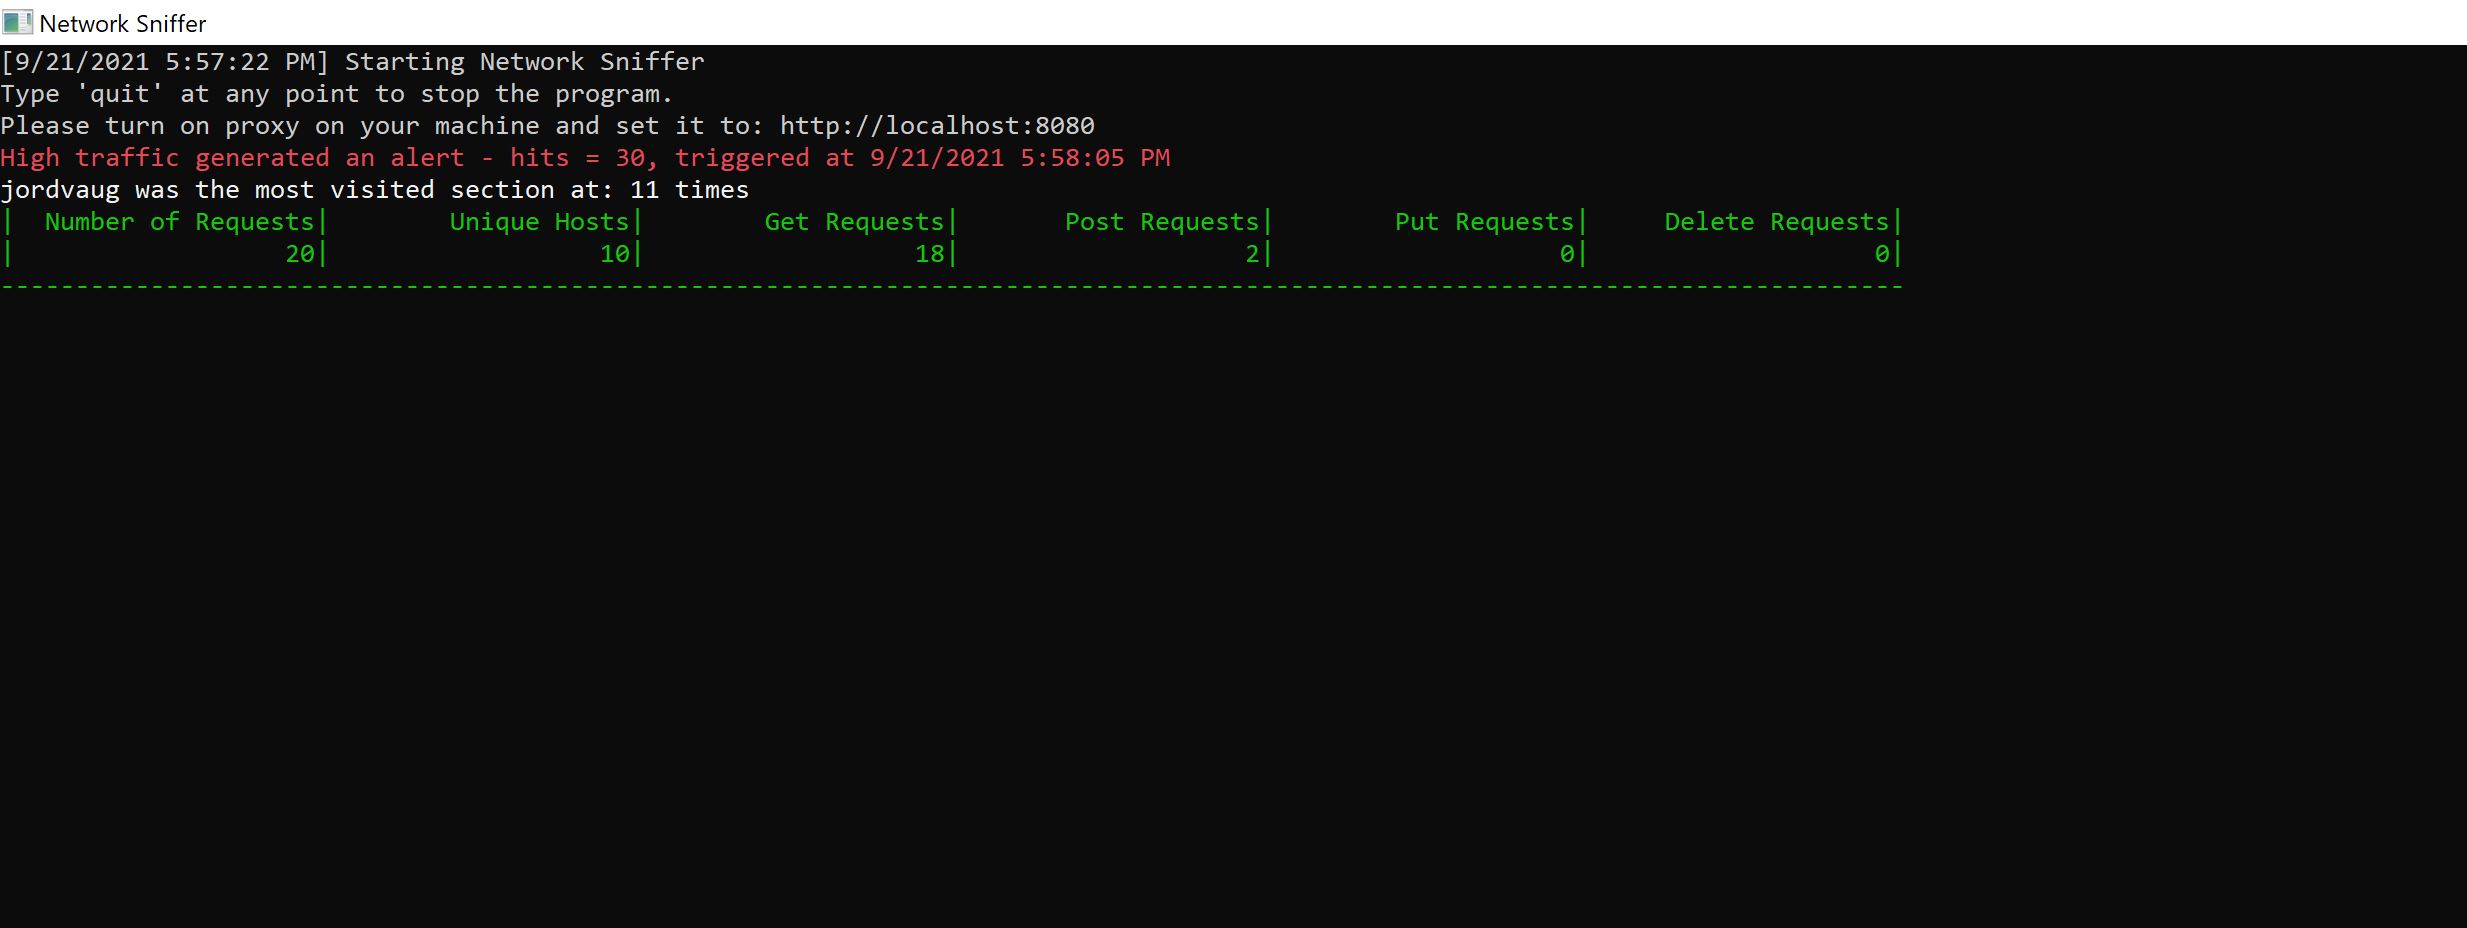 Network Sniffer
[9/21/2021 5:57:22 PM] Starting Network Sniffer
Type 'quit' at any point to stop the program.
Please turn on proxy on your machine and set it to: http://localhost:8080
High traffic generated an alert - hits = 30, triggered at 9/21/2021 5:58:05 PM
jordvaug was the most visited section at: 11 times
|  Number of Requests|        Unique Hosts|        Get Requests|       Post Requests|        Put Requests|     Delete Requests|
|                  20|                  10|                  18|                   2|                   0|                   0|
-------------------------------------------------------------------------------------------------------------------------------